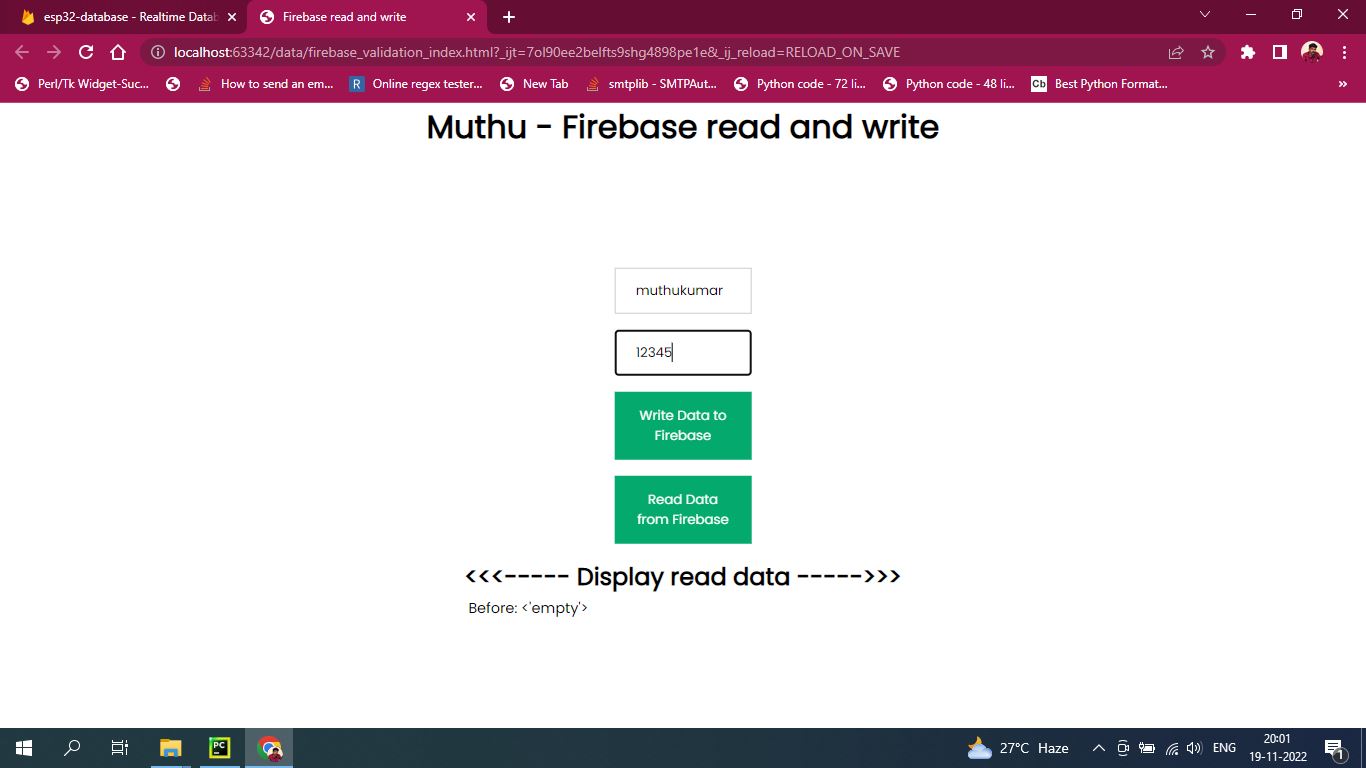 esp32-database - Realtime Datab
Firebase read and write
localhost:63342/data/firebase_validation_index.html?_ijt=7ol90ee2belfts9shg4898pe1e&_ij_reload=RELOAD_ON_SAVE
Perl/Tk Widget-Suc... How to send an em... R Online regex tester... New Tab smtplib - SMTPAut... Python code - 72 li... Python code - 48 li... Cb Best Python Format... »
Muthu - Firebase read and write
muthukumar
12345
Write Data to
Firebase
Read Data
from Firebase
<<<----- Display read data ----->>>
Before: <'empty'>
PC
27°C Haze
ENG
20:01
19-11-2022
1